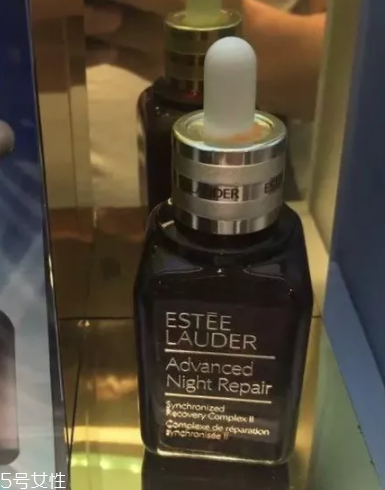 LAUDER ESTĒ
ESTĒE
LAUDER
Advanced
Night Repair
Synchronized
Recovery Complex II
Complexe de réparation
synchronisée II
5号女性